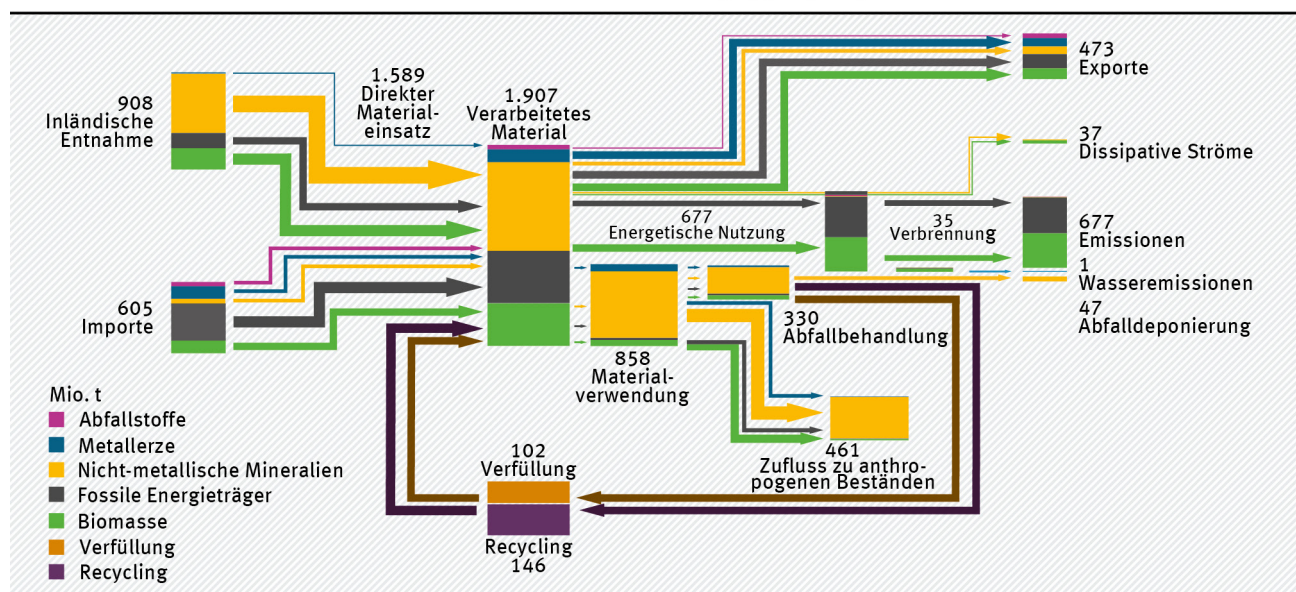 908
Inländische
Entnahme
1.589
Direkter
Material-
einsatz
1.907
Verarbeitetes
Material
473
Exporte
37
Dissipative Ströme
677
Energetische Nutzung
35
Verbrennung
677
Emissionen
1
Wasseremissionen
47
Abfalldeponierung
605
Importe
330
Abfallbehandlung
858
Material-
verwendung
461
Zufluss zu anthro-
pogenen Beständen
102
Verfüllung
Recycling
146
Mio. t
Abfallstoffe
Metallerze
Nicht-metallische Mineralien
Fossile Energieträger
Biomasse
Verfüllung
Recycling